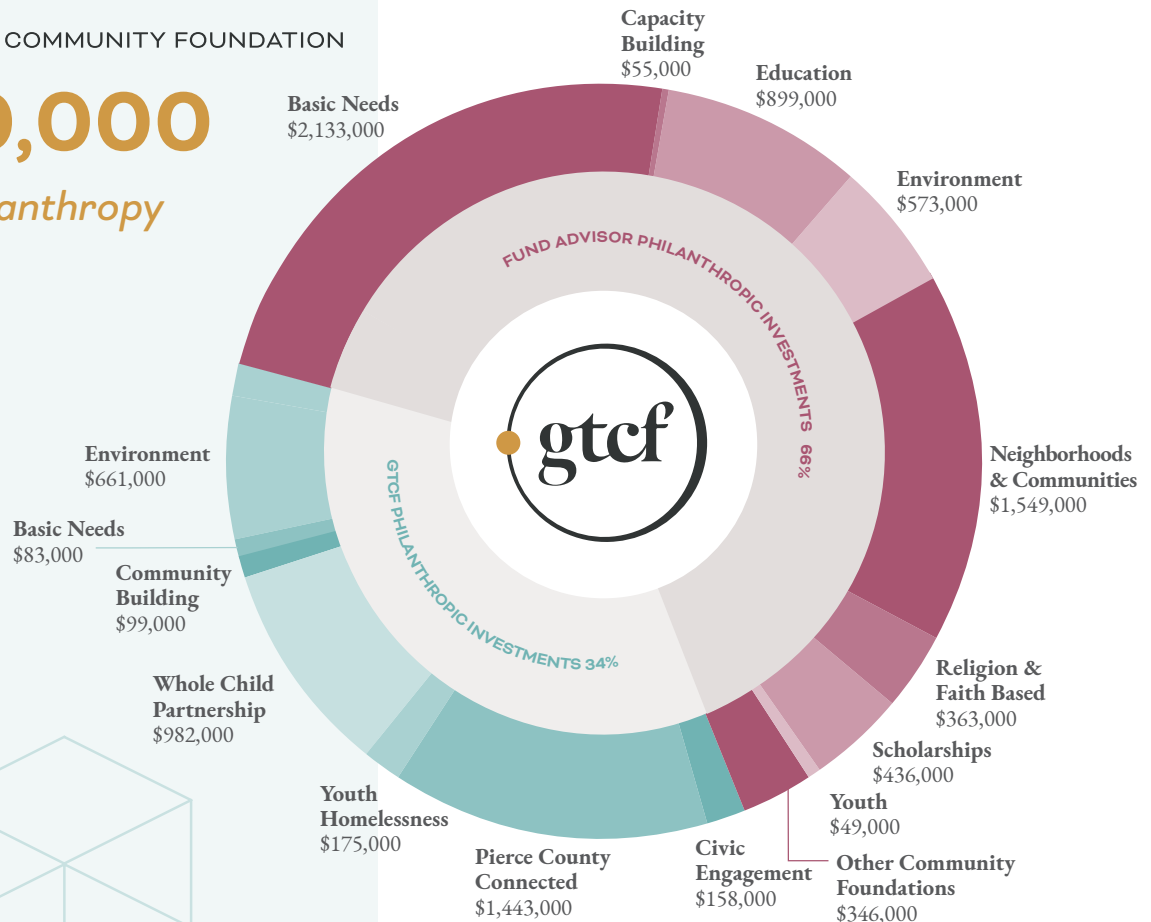 COMMUNITY FOUNDATION
0,000
anthropy
Capacity
Building
$55,000
Education
$899,000
Basic Needs
$2,133,000
Environment
$573,000
FUND ADVISOR PHILANTHROPIC INVESTMENTS 66%
gtcf
Neighborhoods
& Communities
$1,549,000
Environment
$661,000
GTCF PHILANTHROPIC INVESTMENTS 34%
Basic Needs
$83,000
Community
Building
$99,000
Whole Child
Partnership
$982,000
Religion &
Faith Based
$363,000
Scholarships
$436,000
Youth
$49,000
Youth
Homelessness
$175,000
Pierce County
Connected
$1,443,000
Civic
Engagement
$158,000
Other Community
Foundations
$346,000